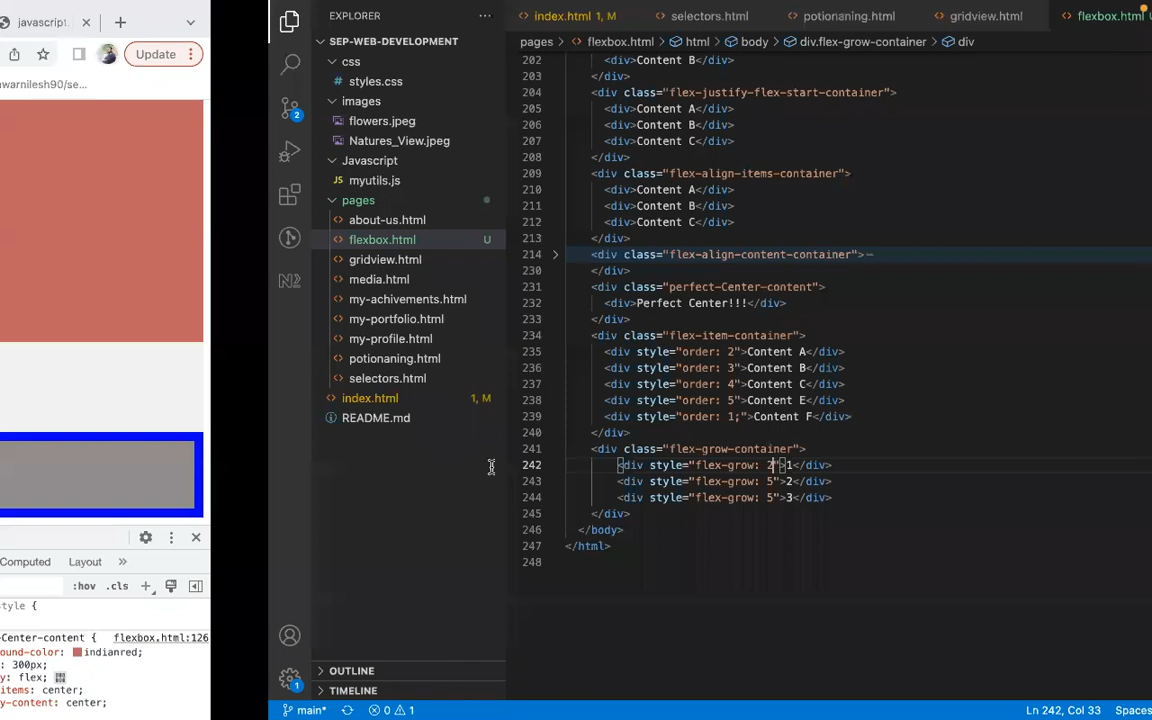 javascript
Update
warnilesh90/se...
Computed Layout
:hov .cls
style {
-Center-content { flexbox.html:126
ound-color: indianred;
: 300px;
y: flex;
items: center;
y-content: center;
EXPLORER
SEP-WEB-DEVELOPMENT
css
styles.css
images
flowers.jpeg
Natures_View.jpeg
Javascript
myutils.js
pages
about-us.html
flexbox.html U
gridview.html
media.html
my-achivements.html
my-portfolio.html
my-profile.html
potionaning.html
selectors.html
index.html 1, M
README.md
OUTLINE
TIMELINE
index.html 1, M selectors.html potionaning.html gridview.html flexbox.html U
pages > flexbox.html > html > body > div.flex-grow-container > div
202 <div>Content B</div>
203 </div>
204 <div class="flex-justify-flex-start-container">
205 <div>Content A</div>
206 <div>Content B</div>
207 <div>Content C</div>
208 </div>
209 <div class="flex-align-items-container">
210 <div>Content A</div>
211 <div>Content B</div>
212 <div>Content C</div>
213 </div>
214 <div class="flex-align-content-container">
230 </div>
231 <div class="perfect-Center-content">
232 <div>Perfect Center!!!</div>
233 </div>
234 <div class="flex-item-container">
235 <div style="order: 2">Content A</div>
236 <div style="order: 3">Content B</div>
237 <div style="order: 4">Content C</div>
238 <div style="order: 5">Content E</div>
239 <div style="order: 1;">Content F</div>
240 </div>
241 <div class="flex-grow-container">
242 <div style="flex-grow: 2">1</div>
243 <div style="flex-grow: 5">2</div>
244 <div style="flex-grow: 5">3</div>
245 </div>
246 </body>
247 </html>
248
2
1
main* 0 1 Ln 242, Col 33 Spaces